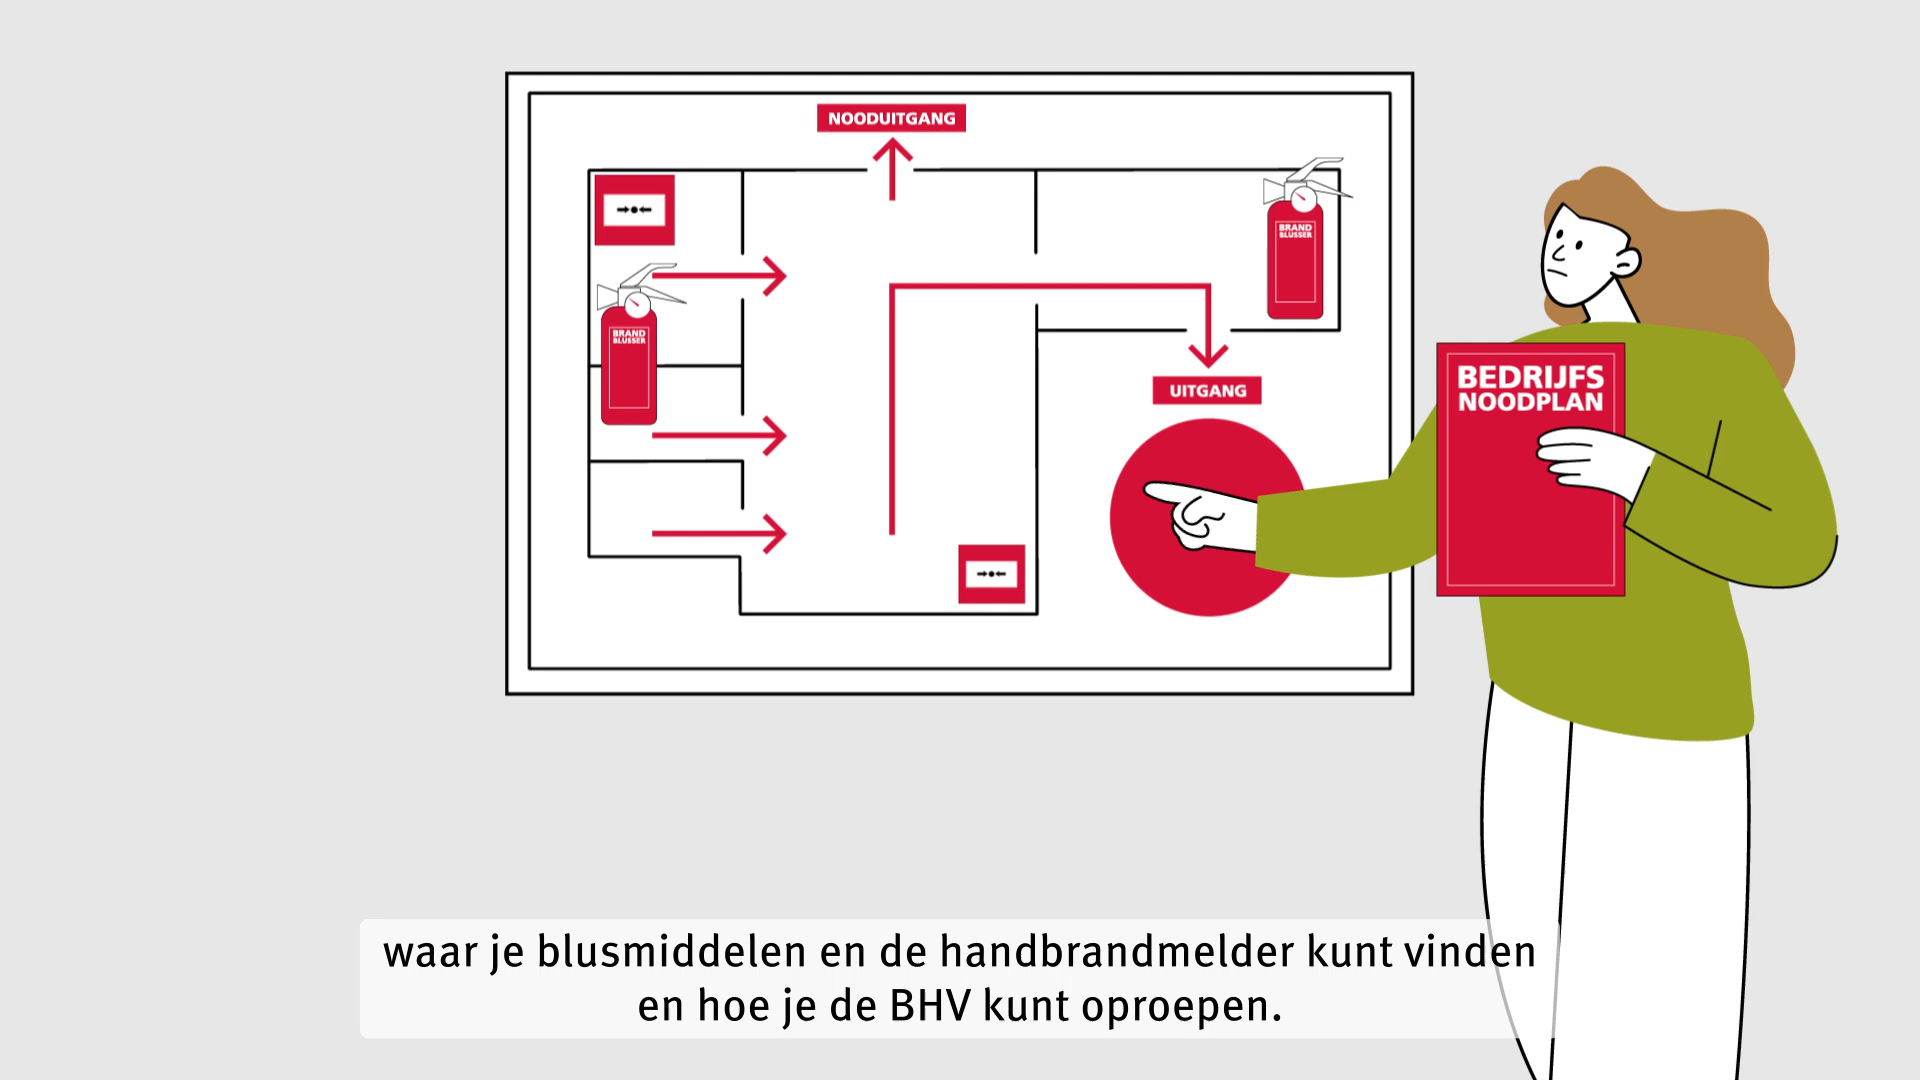 NOODUITGANG
BRAND
BLUSSER
BRAND
BLUSSER
UITGANG
BEDRIJFS
NOODPLAN
waar je blusmiddelen en de handbrandmelder kunt vinden
en hoe je de BHV kunt oproepen.